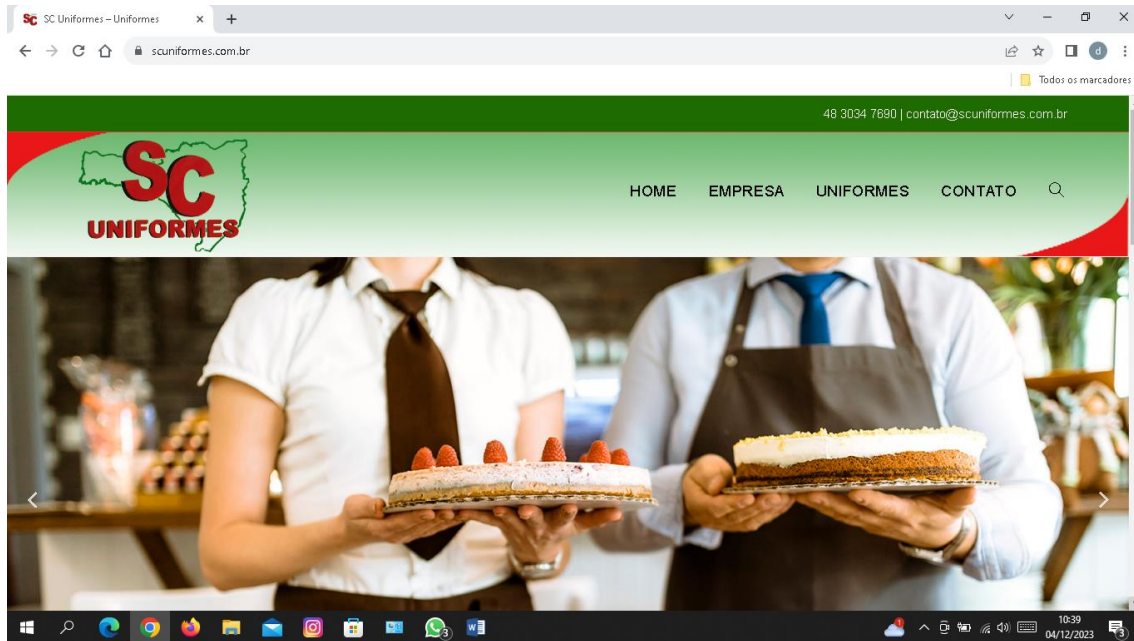 SC Uniformes – Uniformes
scuniformes.com.br
d
Todos os marcadores
48 3034 7690 | contato@scuniformes.com.br
SC
UNIFORMES
HOME EMPRESA UNIFORMES CONTATO
10:39
04/12/2023
3